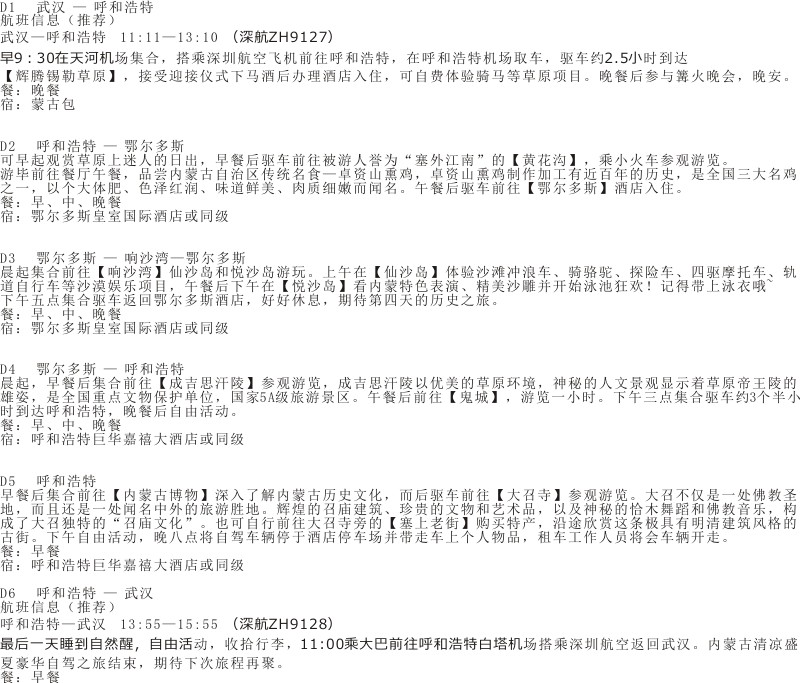 D1 武汉 — 呼和浩特
航班信息（推荐）
武汉—呼和浩特 11:11—13:10 （深航ZH9127）
早9：30在天河机场集合，搭乘深圳航空飞机前往呼和浩特，在呼和浩特机场取车，驱车约2.5小时到达
【辉腾锡勒草原】，接受迎接仪式下马酒后办理酒店入住，可自费体验骑马等草原项目。晚餐后参与篝火晚会，晚安。
餐：晚餐
宿：蒙古包
D2 呼和浩特 — 鄂尔多斯
可早起观赏草原上迷人的日出，早餐后驱车前往被游人誉为“塞外江南”的【黄花沟】，乘小火车参观游览。
游毕前往餐厅午餐，品尝内蒙古自治区传统名食—卓资山熏鸡，卓资山熏鸡制作加工有近百年的历史，是全国三大名鸡
之一，以个大体肥、色泽红润、味道鲜美、肉质细嫩而闻名。午餐后驱车前往【鄂尔多斯】酒店入住。
餐：早、中、晚餐
宿：鄂尔多斯皇室国际酒店或同级
D3 鄂尔多斯 — 响沙湾—鄂尔多斯
晨起集合前往【响沙湾】仙沙岛和悦沙岛游玩。上午在【仙沙岛】体验沙滩冲浪车、骑骆驼、探险车、四驱摩托车、轨
道自行车等沙漠娱乐项目，午餐后下午在【悦沙岛】看内蒙特色表演、精美沙雕并开始泳池狂欢！记得带上泳衣哦~
下午五点集合驱车返回鄂尔多斯酒店，好好休息，期待第四天的历史之旅。
餐：早、中、晚餐
宿：鄂尔多斯皇室国际酒店或同级
D4 鄂尔多斯 — 呼和浩特
晨起，早餐后集合前往【成吉思汗陵】参观游览，成吉思汗陵以优美的草原环境，神秘的人文景观显示着草原帝王陵的
雄姿，是全国重点文物保护单位，国家5A级旅游景区。午餐后前往【鬼城】，游览一小时。下午三点集合驱车约3个半小
时到达呼和浩特，晚餐后自由活动。
餐：早、中、晚餐
宿：呼和浩特巨华嘉禧大酒店或同级
D5 呼和浩特
早餐后集合前往【内蒙古博物】深入了解内蒙古历史文化，而后驱车前往【大召寺】参观游览。大召不仅是一处佛教圣
地，而且还是一处闻名中外的旅游胜地。辉煌的召庙建筑、珍贵的文物和艺术品，以及神秘的恰木舞蹈和佛教音乐，构
成了大召独特的“召庙文化”。也可自行前往大召寺旁的【塞上老街】购买特产，沿途欣赏这条极具有明清建筑风格的
古街。下午自由活动，晚八点将自驾车辆停于酒店停车场并带走车上个人物品，租车工作人员将会车辆开走。
餐：早餐
宿：呼和浩特巨华嘉禧大酒店或同级
D6 呼和浩特 — 武汉
航班信息（推荐）
呼和浩特—武汉 13:55—15:55 （深航ZH9128）
最后一天睡到自然醒，自由活动，收拾行李，11:00乘大巴前往呼和浩特白塔机场搭乘深圳航空返回武汉。内蒙古清凉盛
夏豪华自驾之旅结束，期待下次旅程再聚。
餐：早餐